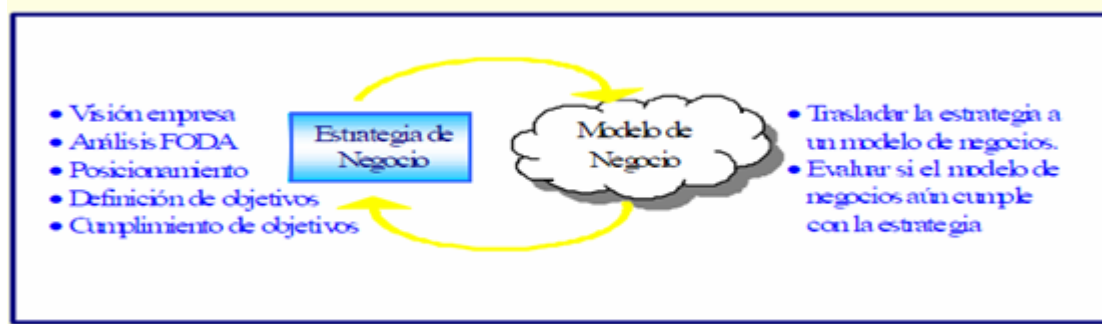 • Visión empresa
• Análisis FODA
• Posicionamiento
• Definición de objetivos
• Cumplimiento de objetivos
Estrategia de
Negocio
Modelo de
Negocio
• Trasladar la estrategia a
un modelo de negocios.
• Evaluar si el modelo de
negocios aún cumple
con la estrategia